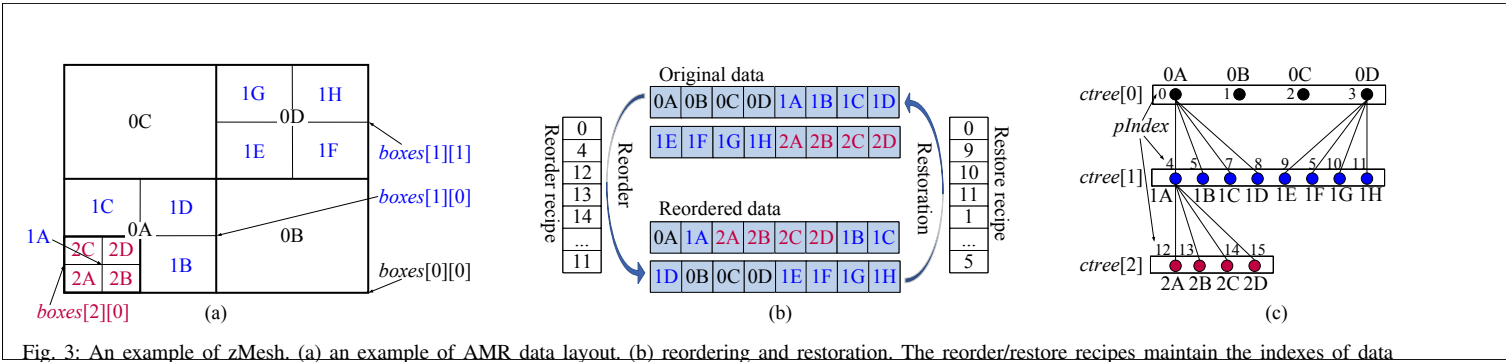 0C
1G
1H
0D
1E
1F
boxes[1][1]
1C
1D
0A
boxes[1][0]
1A
2C
2D
2A
2B
1B
0B
boxes[0][0]
boxes[2][0]
(a)
Original data
0A 0B 0C 0D 1A 1B 1C 1D
1E 1F 1G 1H 2A 2B 2C 2D
Reorder recipe
0
4
12
13
14
...
11
Reorder
Restoration
Reordered data
0A 1A 2A 2B 2C 2D 1B 1C
1D 0B 0C 0D 1E 1F 1G 1H
0
9
10
11
1
...
5
Restore recipe
(b)
0A 0B 0C 0D
ctree[0] 0 1 2 3
pIndex
4 5 7 8 9 5 10 11
ctree[1]
1A 1B 1C 1D 1E 1F 1G 1H
12 13 14 15
ctree[2]
2A 2B 2C 2D
(c)
Fig. 3: An example of zMesh. (a) an example of AMR data layout. (b) reordering and restoration. The reorder/restore recipes maintain the indexes of data